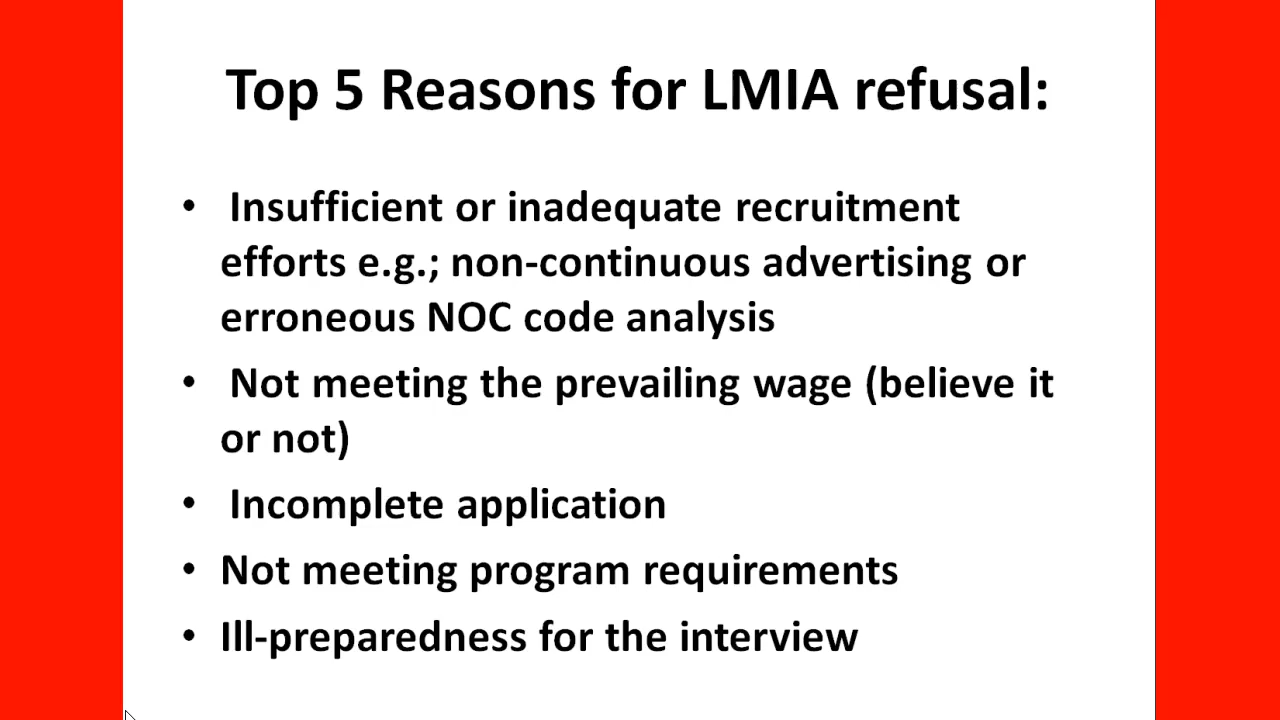 Top 5 Reasons for LMIA refusal:
• Insufficient or inadequate recruitment
efforts e.g.; non-continuous advertising or
erroneous NOC code analysis
• Not meeting the prevailing wage (believe it
or not)
• Incomplete application
• Not meeting program requirements
• Ill-preparedness for the interview